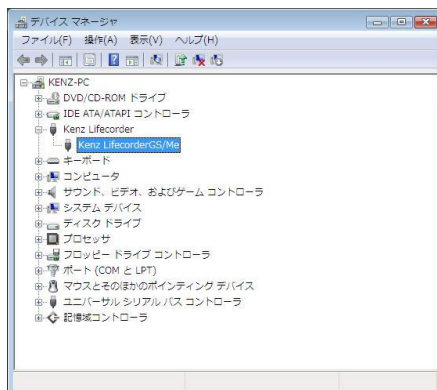 デバイス マネージャ
ファイル(F) 操作(A) 表示(V) ヘルプ(H)
KENZ-PC
DVD/CD-ROM ドライブ
IDE ATA/ATAPI コントローラ
Kenz Lifecorder
Kenz LifecorderGS/Me
キーボード
コンピュータ
サウンド、ビデオ、およびゲーム コントローラ
システム デバイス
ディスク ドライブ
プロセッサ
フロッピー ドライブ コントローラ
ポート (COM と LPT)
マウスとそのほかのポインティング デバイス
ユニバーサル シリアル バス コントローラ
記憶域コントローラ